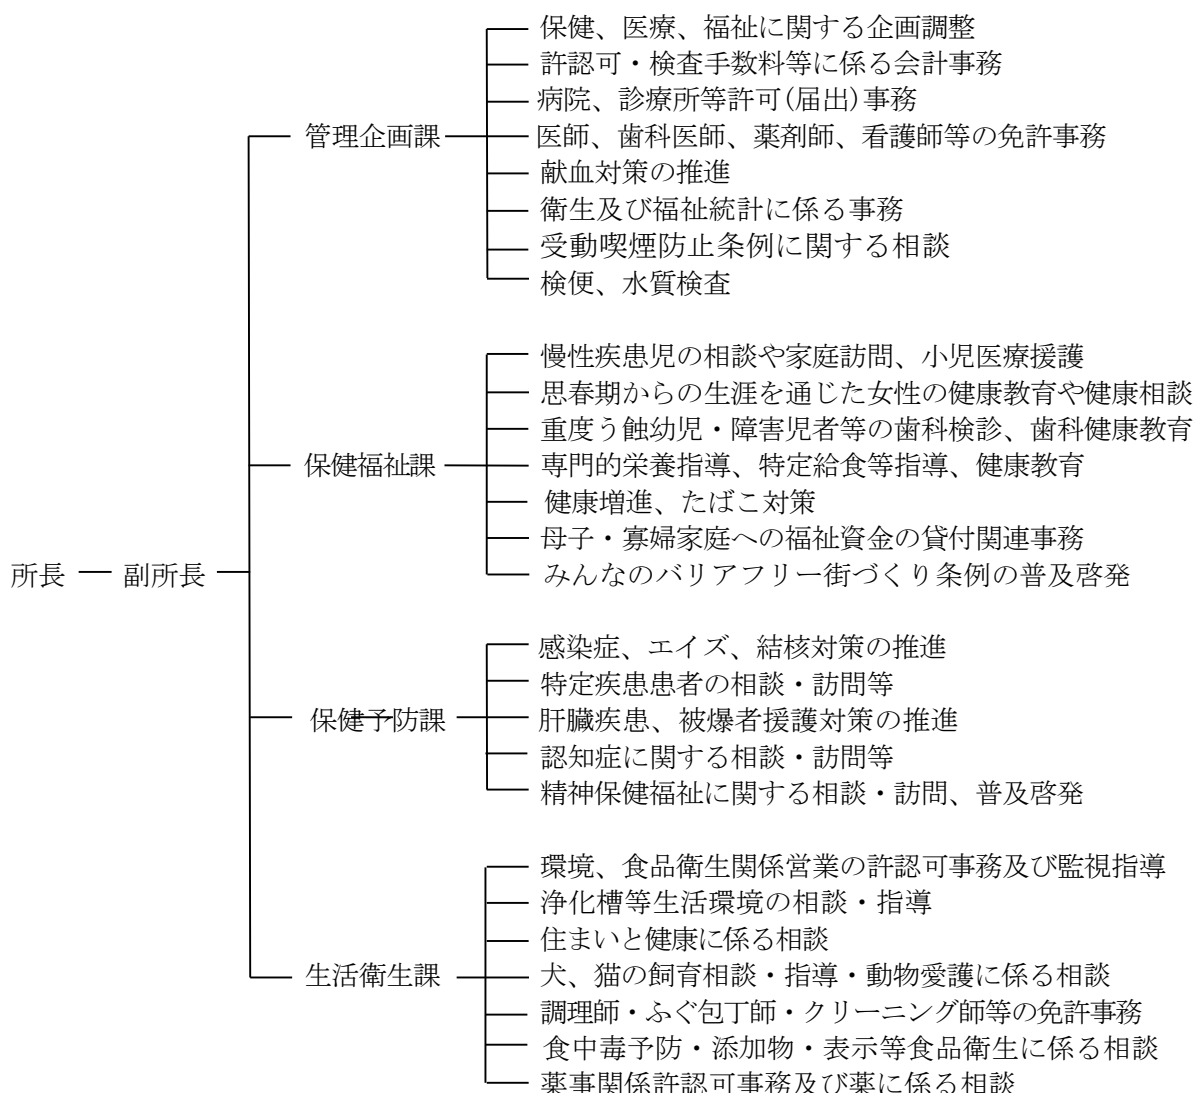 保健、医療、福祉に関する企画調整
許認可・検査手数料等に係る会計事務
病院、診療所等許可(届出)事務
管理企画課
医師、歯科医師、薬剤師、看護師等の免許事務
献血対策の推進
衛生及び福祉統計に係る事務
受動喫煙防止条例に関する相談
検便、水質検査
慢性疾患児の相談や家庭訪問、小児医療援護
思春期からの生涯を通じた女性の健康教育や健康相談
重度う蝕幼児・障害児者等の歯科検診、歯科健康教育
保健福祉課
専門的栄養指導、特定給食等指導、健康教育
健康増進、たばこ対策
母子・寡婦家庭への福祉資金の貸付関連事務
所長
副所長
みんなのバリアフリー街づくり条例の普及啓発
感染症、エイズ、結核対策の推進
特定疾患患者の相談・訪問等
保健予防課
肝臓疾患、被爆者援護対策の推進
認知症に関する相談・訪問等
精神保健福祉に関する相談・訪問、普及啓発
環境、食品衛生関係営業の許認可事務及び監視指導
浄化槽等生活環境の相談・指導
住まいと健康に係る相談
生活衛生課
犬、猫の飼育相談・指導・動物愛護に係る相談
調理師・ふぐ包丁師・クリーニング師等の免許事務
食中毒予防・添加物・表示等食品衛生に係る相談
薬事関係許認可事務及び薬に係る相談